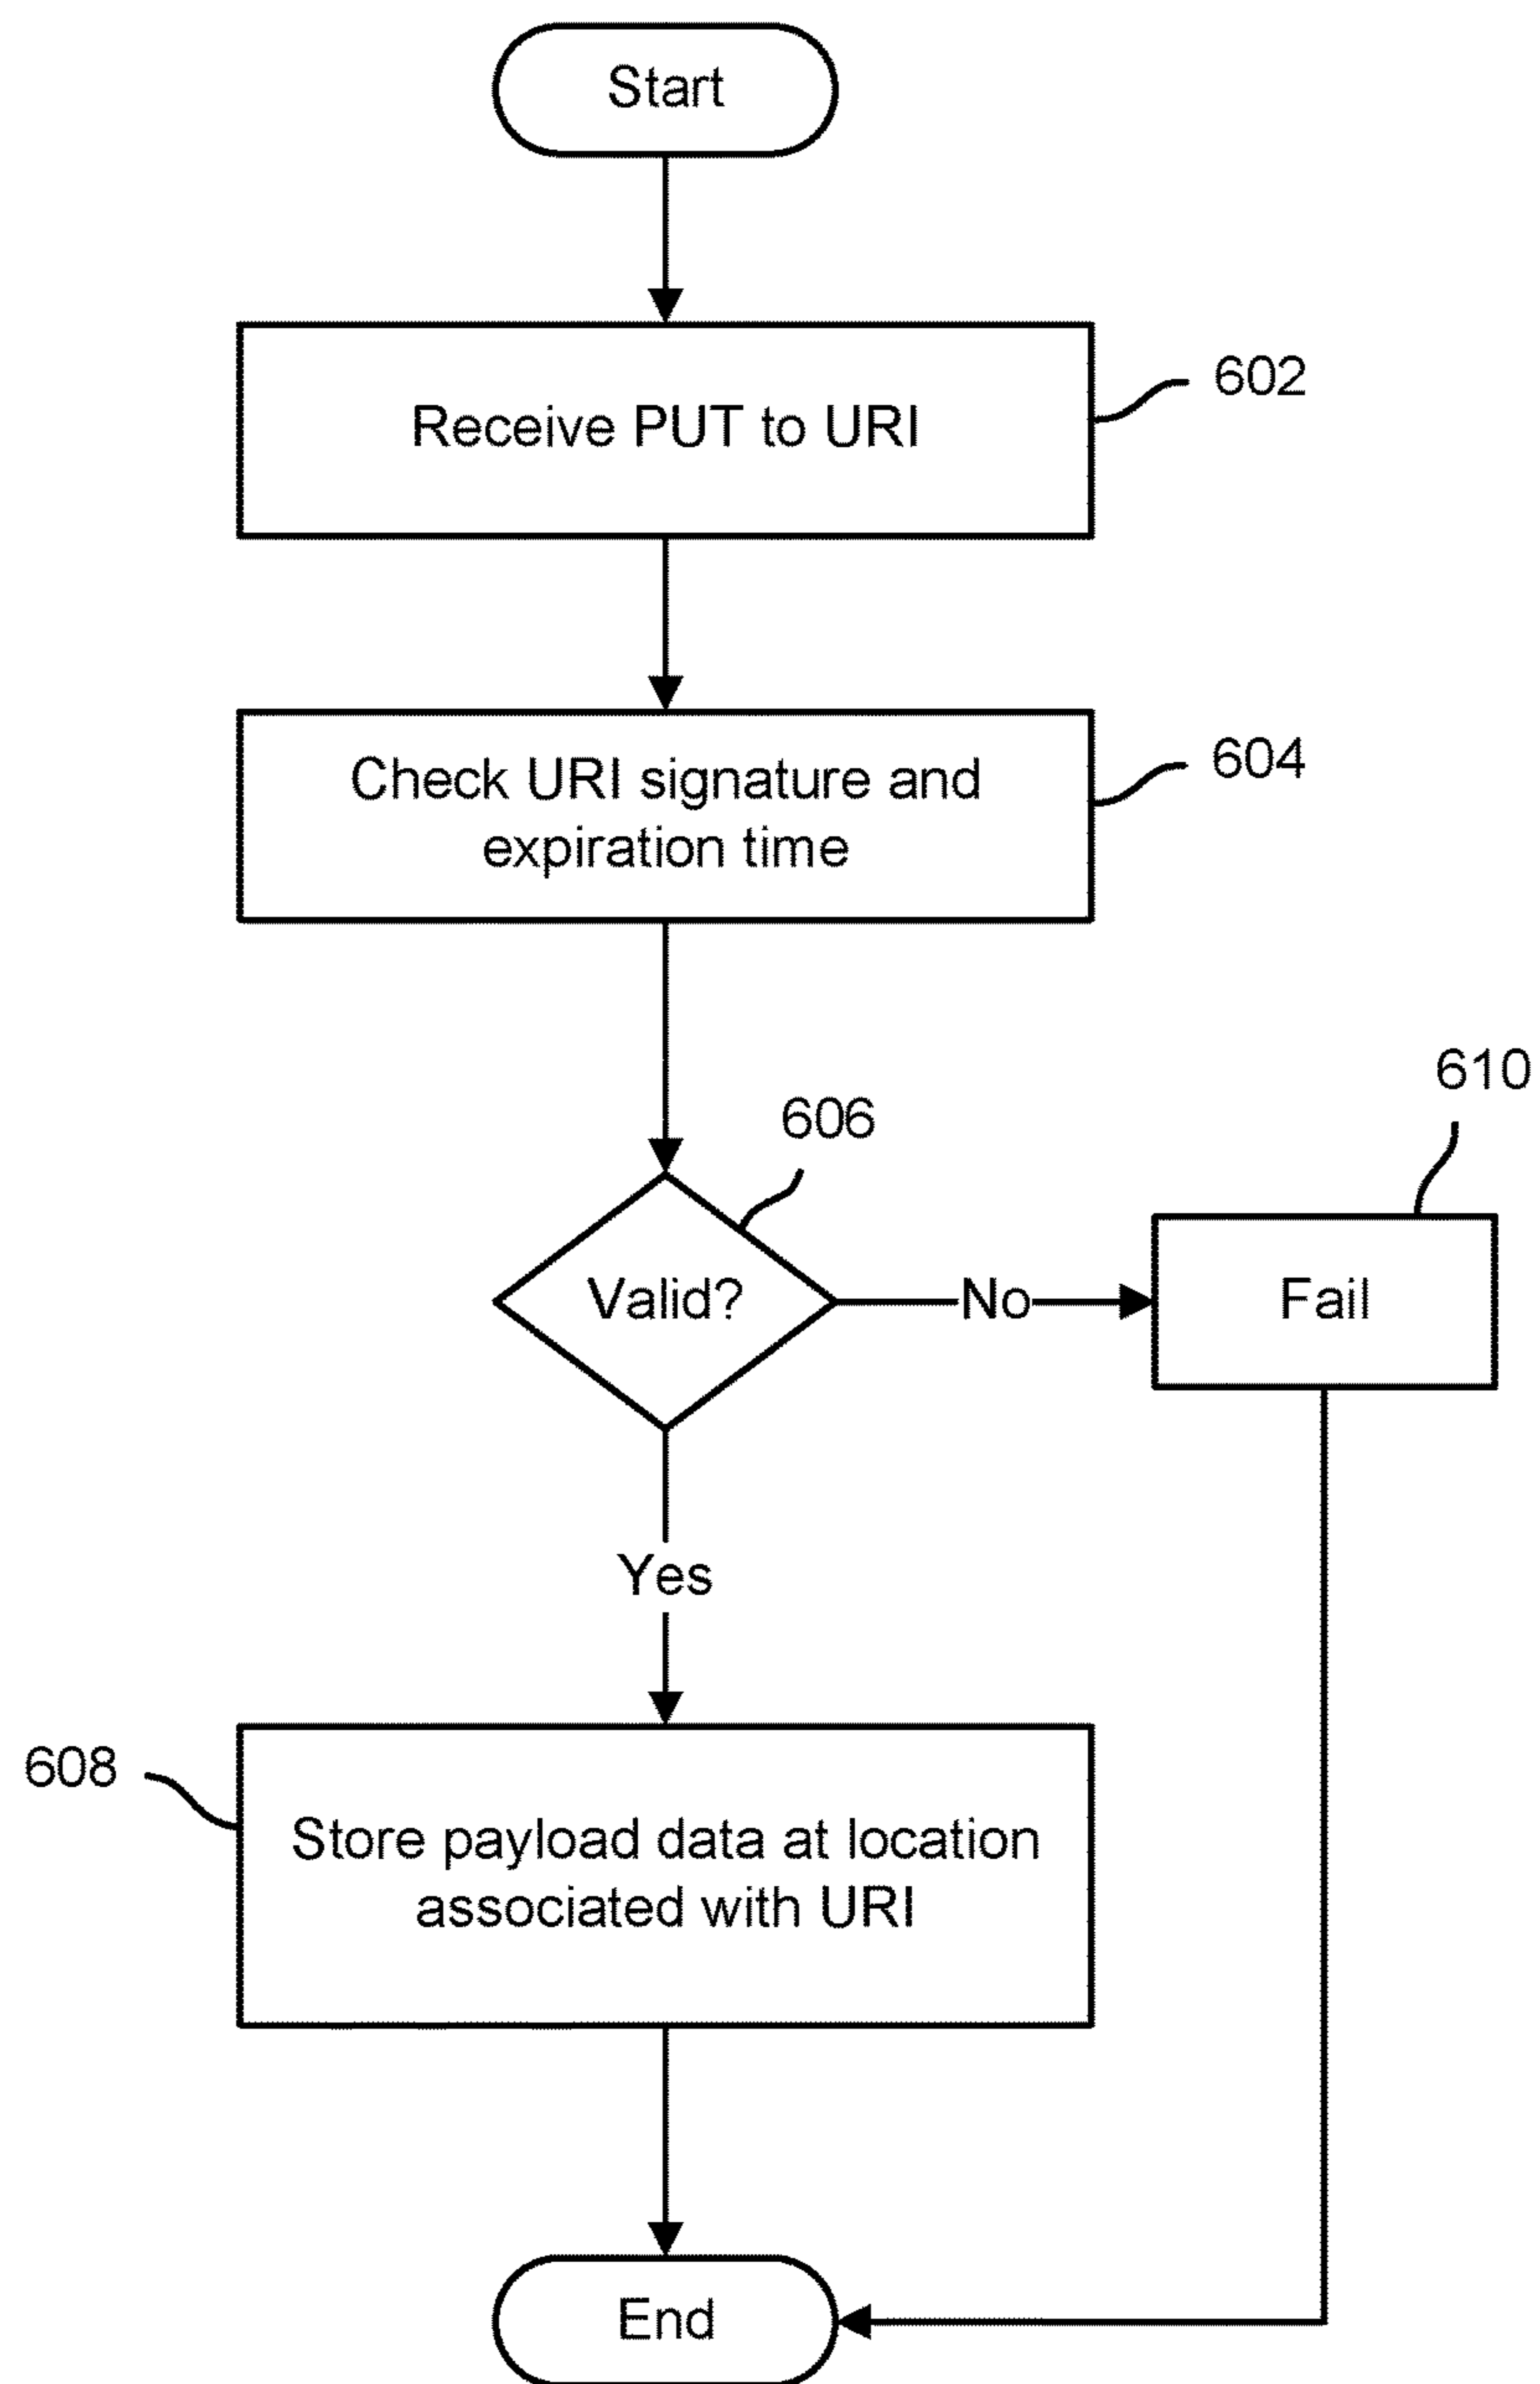 Start
Receive PUT to URI
602
Check URI signature and
expiration time
604
606
610
Valid?
No
Fail
Yes
608
Store payload data at location
associated with URI
End